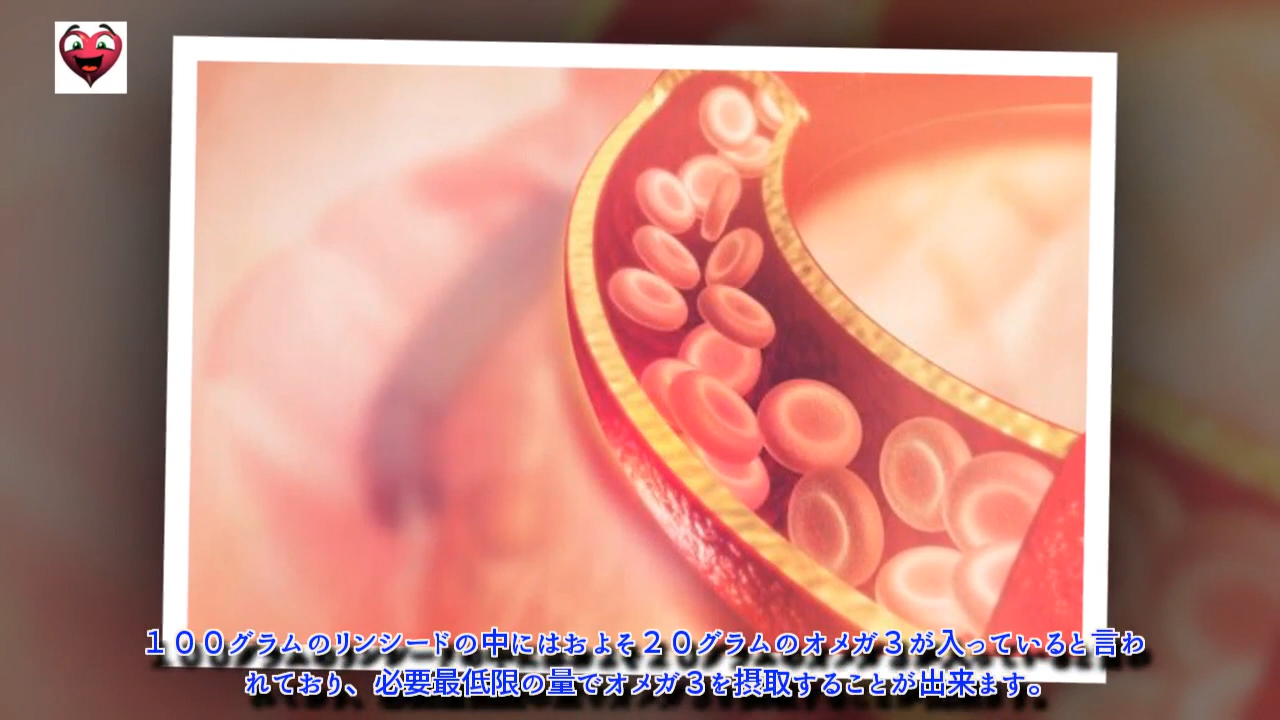 １００グラムのリンシードの中にはおよそ２０グラムのオメガ３が入っていると言わ
れており、必要最低限の量でオメガ３を摂取することが出来ます。